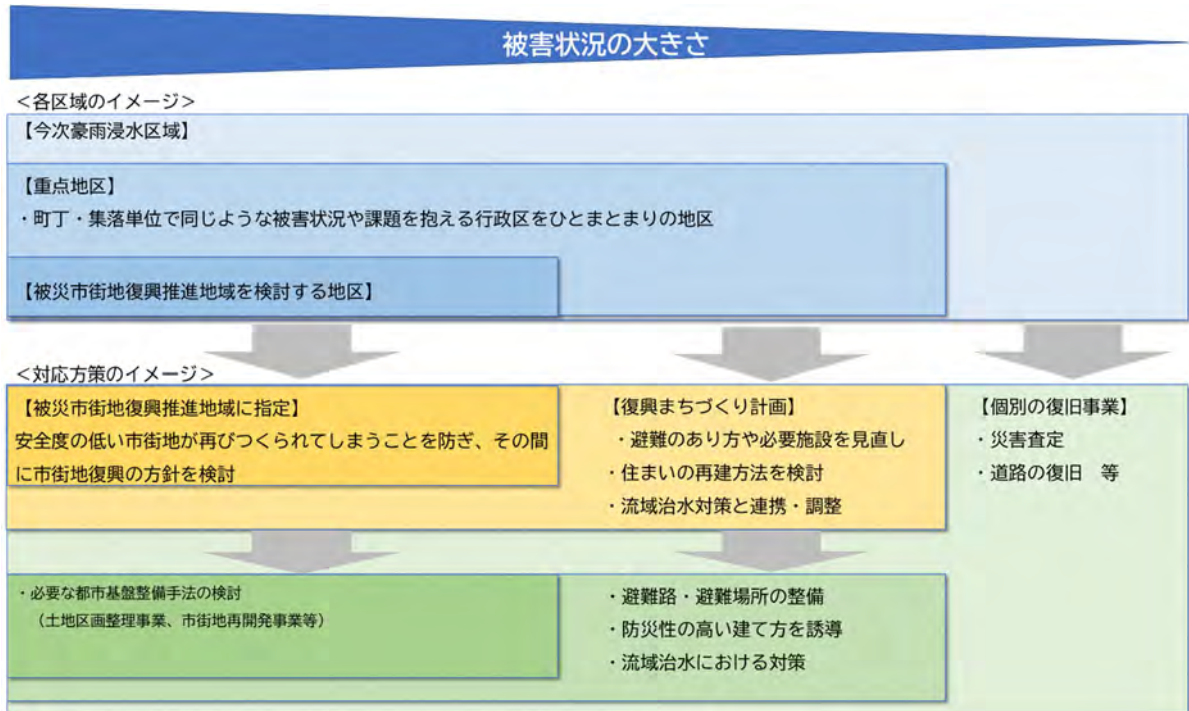 被害状況の大きさ
＜各区域のイメージ＞
【今次豪雨浸水区域】
【重点地区】
・町丁・集落単位で同じような被害状況や課題を抱える行政区をひとまとまりの地区
【被災市街地復興推進地域を検討する地区】
＜対応方策のイメージ＞
【被災市街地復興推進地域に指定】
安全度の低い市街地が再びつくられてしまうことを防ぎ、その間
に市街地復興の方針を検討
【復興まちづくり計画】
・避難のあり方や必要施設を見直し
・住まいの再建方法を検討
・流域治水対策と連携・調整
【個別の復旧事業】
・災害査定
・道路の復旧　等
・必要な都市基盤整備手法の検討
（土地区画整理事業、市街地再開発事業等）
・避難路・避難場所の整備
・防災性の高い建て方を誘導
・流域治水における対策